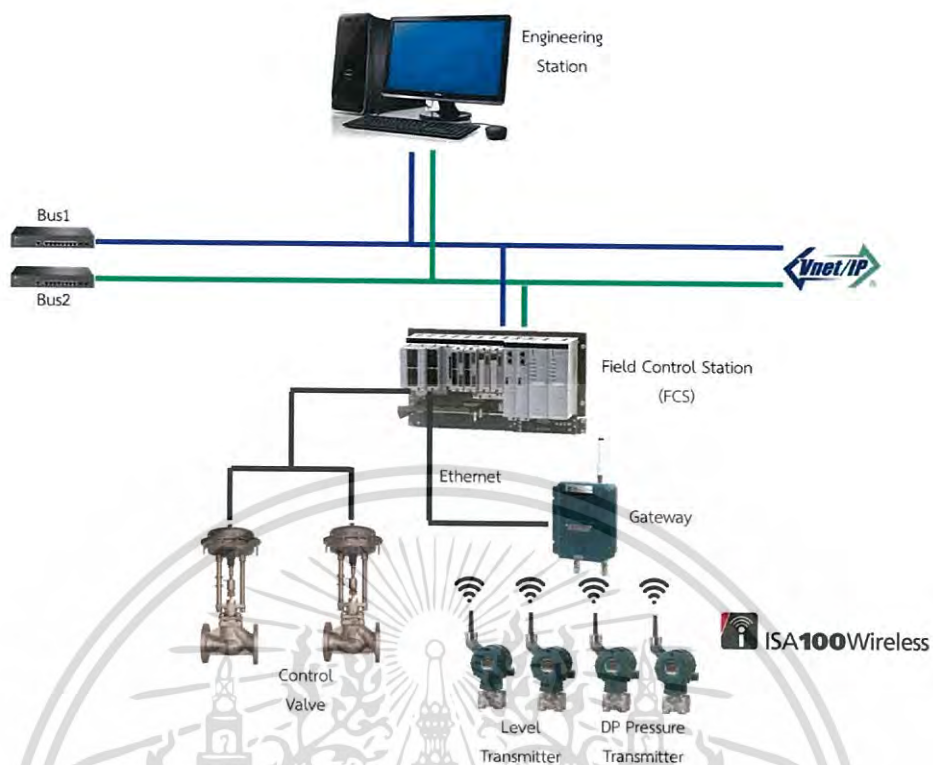 Engineering
Station
Bus1
Bus2
Vnet/IP
Field Control Station
(FCS)
Ethernet
Gateway
ISA100Wireless
Control
Valve
Level
Transmitter
DP Pressure
Transmitter